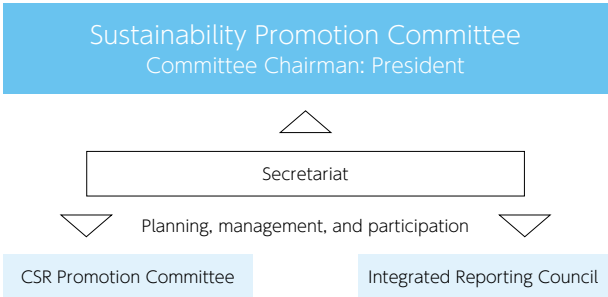 Sustainability Promotion Committee
Committee Chairman: President
Secretariat
Planning, management, and participation
CSR Promotion Committee
Integrated Reporting Council